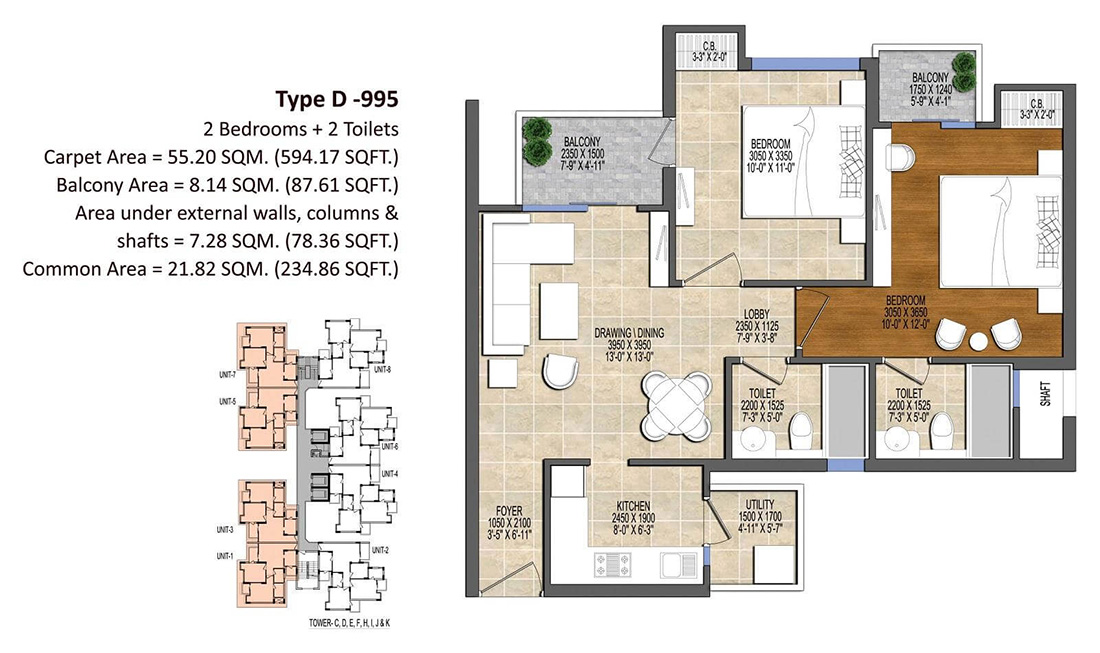 Type D -995
2 Bedrooms + 2 Toilets
Carpet Area = 55.20 SQM. (594.17 SQFT.)
Balcony Area = 8.14 SQM. (87.61 SQFT.)
Area under external walls, columns &
shafts = 7.28 SQM. (78.36 SQFT.)
Common Area = 21.82 SQM. (234.86 SQFT.)
UNIT-7
UNIT-8
UNIT-5
UNIT-6
UNIT-4
UNIT-3
UNIT-1
UNIT-2
TOWER- C, D, E, F, H, I, J & K
C.B.
3'-3" X 2'-0"
BALCONY
1750 X 1240
5'-9" X 4'-1"
C.B.
3'-3" X 2'-0"
BALCONY
2350 X 1500
7'-9" X 4'-11"
BEDROOM
3050 X 3350
10'-0" X 11'-0"
BEDROOM
3050 X 3650
10'-0" X 12'-0"
LOBBY
2350 X 1125
7'-9" X 3'-8"
DRAWING \ DINING
3950 X 3950
13'-0" X 13'-0"
TOILET
2200 X 1525
7'-3" X 5'-0"
TOILET
2200 X 1525
7'-3" X 5'-0"
SHAFT
FOYER
1050 X 2100
3'-5" X 6'-11"
KITCHEN
2450 X 1900
8'-0" X 6'-3"
UTILITY
1500 X 1700
4'-11" X 5'-7"